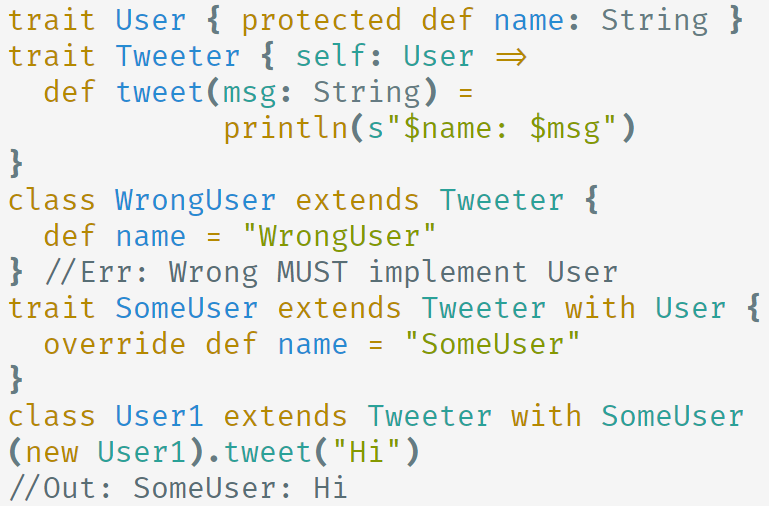 trait User { protected def name: String }
trait Tweeter { self: User =>
  def tweet(msg: String) =
            println(s"$name: $msg")
}
class WrongUser extends Tweeter {
  def name = "WrongUser"
} //Err: Wrong MUST implement User
trait SomeUser extends Tweeter with User {
  override def name = "SomeUser"
}
class User1 extends Tweeter with SomeUser
(new User1).tweet("Hi")
//Out: SomeUser: Hi